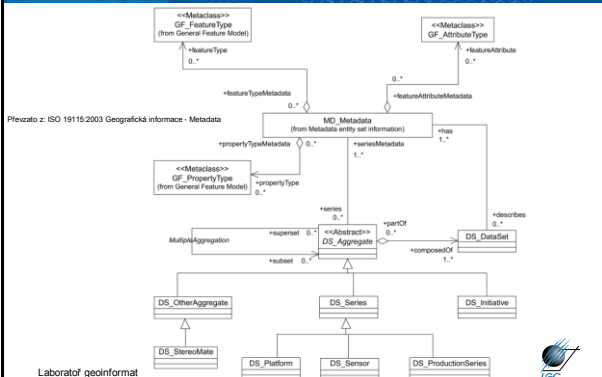 <<Metaclass>>
GF_FeatureType
(from General Feature Model)
<<Metaclass>>
GF_AttributeType
+featureType
0..*
+featureAttribute
0..*
0..*
+featureTypeMetadata
0..*
+featureAttributeMetadata
Převzato z: ISO 19115:2003 Geografická informace - Metadata
MD_Metadata
(from Metadata entity set information)
+has
1..*
+propertyTypeMetadata
0..*
+seriesMetadata
1..*
<<Metaclass>>
GF_PropertyType
(from General Feature Model)
+propertyType
0..*
+series
0..*
+describes
0..*
+superset
0..*
<<Abstract>>
DS_Aggregate
+partOf
0..*
DS_DataSet
MultipleAggregation
+subset
0..*
+composedOf
1..*
DS_OtherAggregate
DS_Series
DS_Initiative
DS_StereoMate
DS_Platform
DS_Sensor
DS_ProductionSeries
Laboratoř geoinformat
LGC